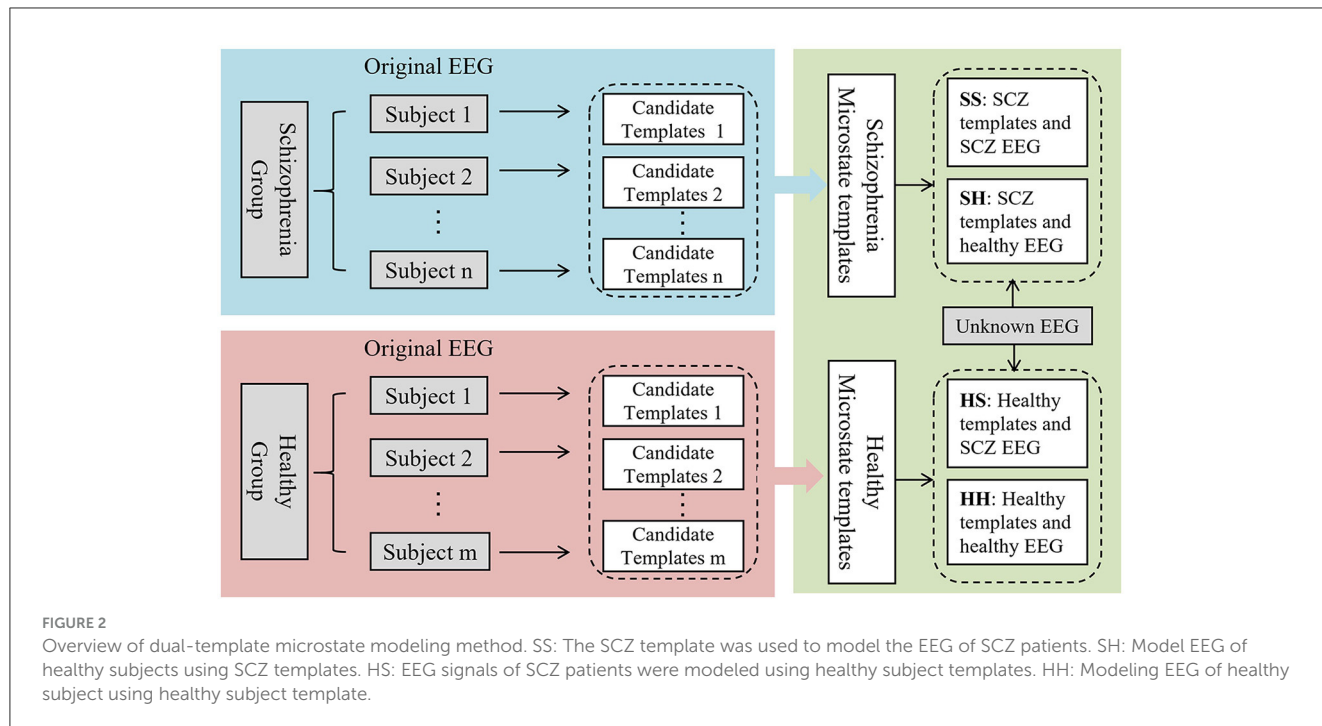 Original EEG
Schizophrenia
Group
Subject 1
Subject 2
⋮
Subject n
Candidate
Templates 1
Candidate
Templates 2
⋮
Candidate
Templates n
Original EEG
Healthy
Group
Subject 1
Subject 2
⋮
Subject m
Candidate
Templates 1
Candidate
Templates 2
⋮
Candidate
Templates m
Schizophrenia
Microstate templates
SS: SCZ
templates and
SCZ EEG
SH: SCZ
templates and
healthy EEG
Unknown EEG
Healthy
Microstate templates
HS: Healthy
templates and
SCZ EEG
HH: Healthy
templates and
healthy EEG
FIGURE 2
Overview of dual-template microstate modeling method. SS: The SCZ template was used to model the EEG of SCZ patients. SH: Model EEG of
healthy subjects using SCZ templates. HS: EEG signals of SCZ patients were modeled using healthy subject templates. HH: Modeling EEG of healthy
subject using healthy subject template.